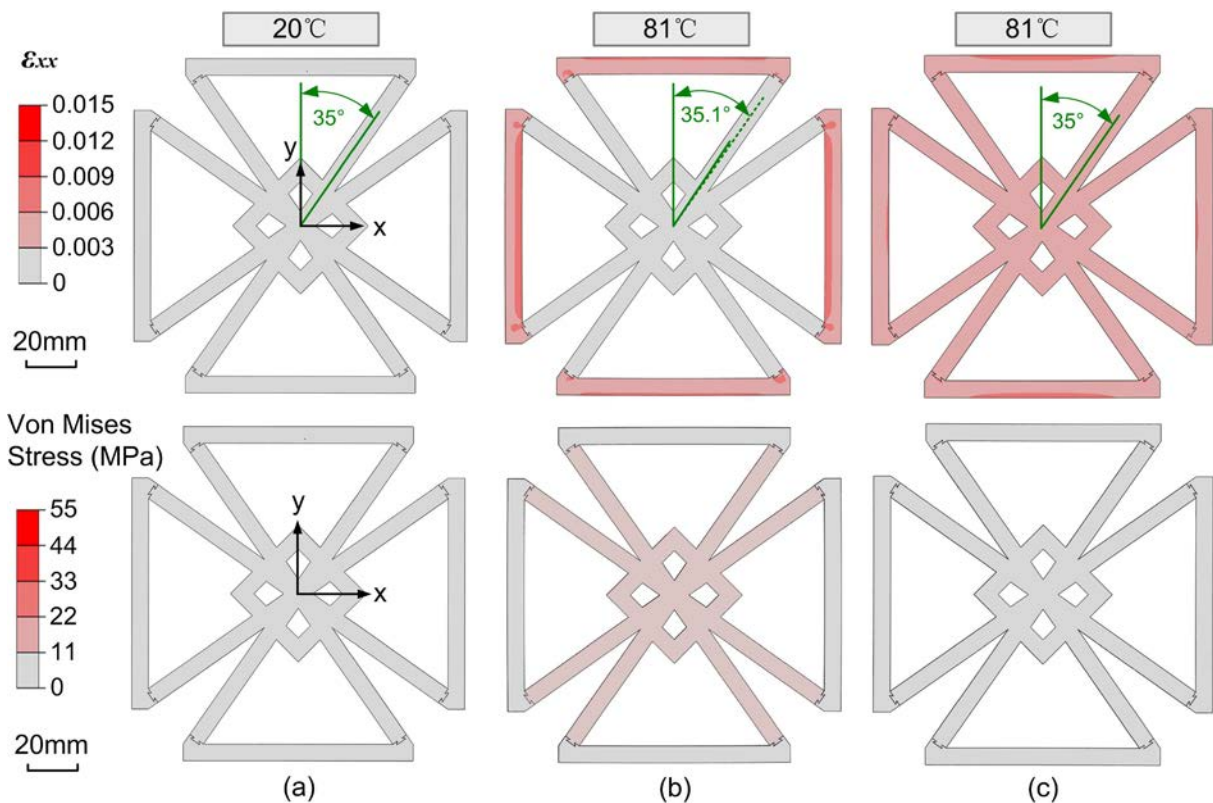 20℃
81℃
81℃
εxx
0.015
0.012
0.009
0.006
0.003
0
35°
35.1°
35°
y
x
20mm
Von Mises
Stress (MPa)
55
44
33
22
11
0
y
x
20mm
(a)
(b)
(c)